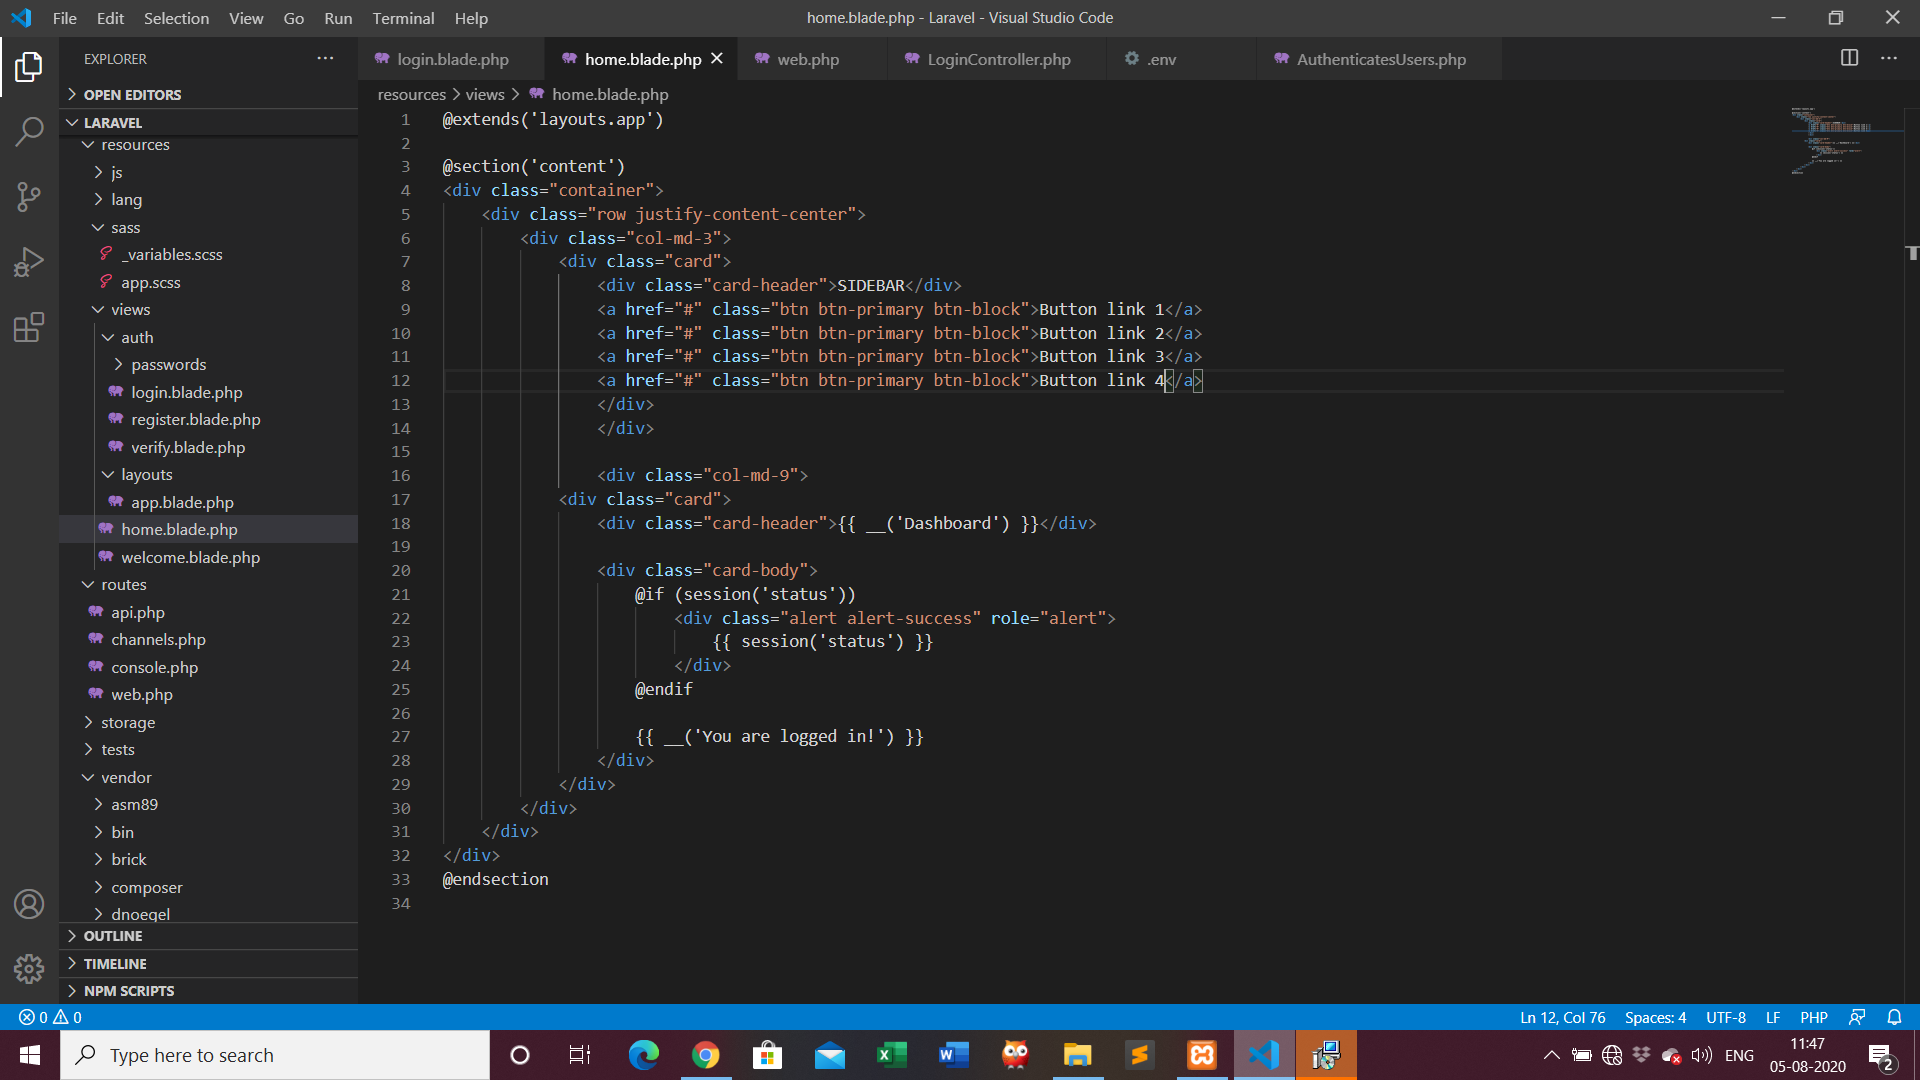 File Edit Selection View Go Run Terminal Help
home.blade.php - Laravel - Visual Studio Code
EXPLORER
OPEN EDITORS
LARAVEL
resources
js
lang
sass
_variables.scss
app.scss
views
auth
passwords
login.blade.php
register.blade.php
verify.blade.php
layouts
app.blade.php
home.blade.php
welcome.blade.php
routes
api.php
channels.php
console.php
web.php
storage
tests
vendor
asm89
bin
brick
composer
dnoegel
OUTLINE
TIMELINE
NPM SCRIPTS
login.blade.php home.blade.php web.php LoginController.php .env AuthenticatesUsers.php
resources > views > home.blade.php
1 @extends('layouts.app')
2
3 @section('content')
4 <div class="container">
5 <div class="row justify-content-center">
6 <div class="col-md-3">
7 <div class="card">
8 <div class="card-header">SIDEBAR</div>
9 <a href="#" class="btn btn-primary btn-block">Button link 1</a>
10 <a href="#" class="btn btn-primary btn-block">Button link 2</a>
11 <a href="#" class="btn btn-primary btn-block">Button link 3</a>
12 <a href="#" class="btn btn-primary btn-block">Button link 4</a>
13 </div>
14 </div>
15
16 <div class="col-md-9">
17 <div class="card">
18 <div class="card-header">{{ __('Dashboard') }}</div>
19
20 <div class="card-body">
21 @if (session('status'))
22 <div class="alert alert-success" role="alert">
23 {{ session('status') }}
24 </div>
25 @endif
26
27 {{ __('You are logged in!') }}
28 </div>
29 </div>
30 </div>
31 </div>
32 </div>
33 @endsection
34
0 0
Ln 12, Col 76 Spaces: 4 UTF-8 LF PHP
Type here to search
ENG
11:47
05-08-2020
2